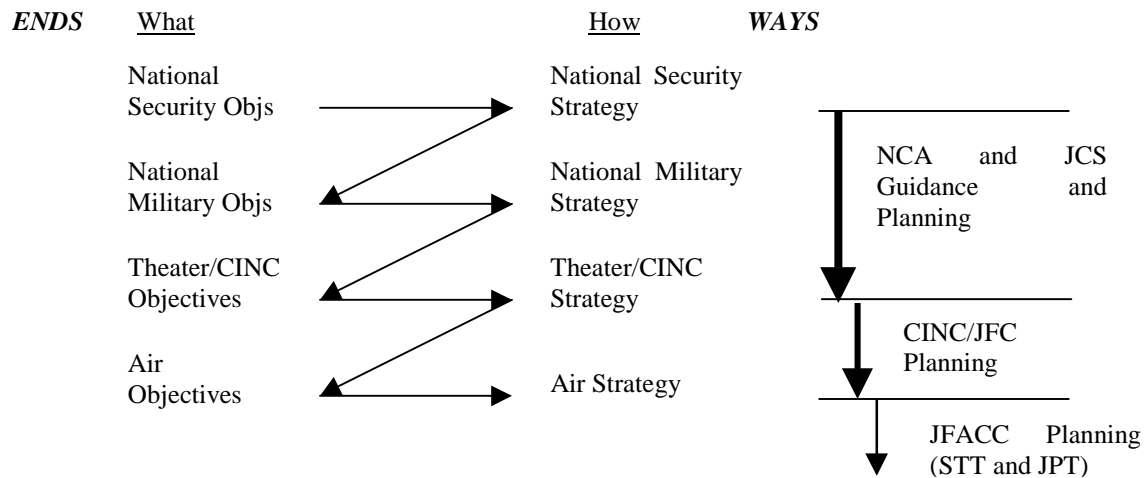 ENDS What How WAYS
National
Security Objs
National Security
Strategy
NCA and JCS
Guidance and
Planning
National
Military Objs
National Military
Strategy
Theater/CINC
Objectives
Theater/CINC
Strategy
CINC/JFC
Planning
Air
Objectives
Air Strategy
JFACC Planning
(STT and JPT)